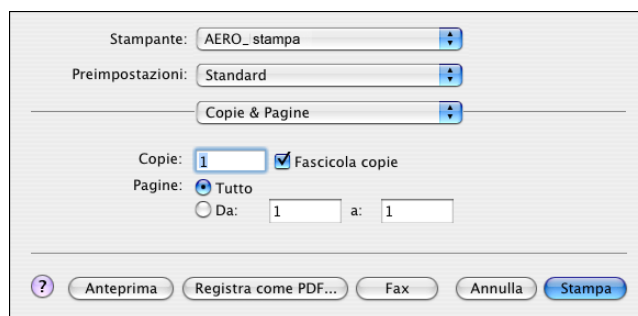 Stampante: AERO_ stampa
Preimpostazioni: Standard
Copie & Pagine
Copie: 1 Fascicola copie
Pagine: Tutto
Da: 1 a: 1
? Anteprima Registra come PDF... Fax Annulla Stampa